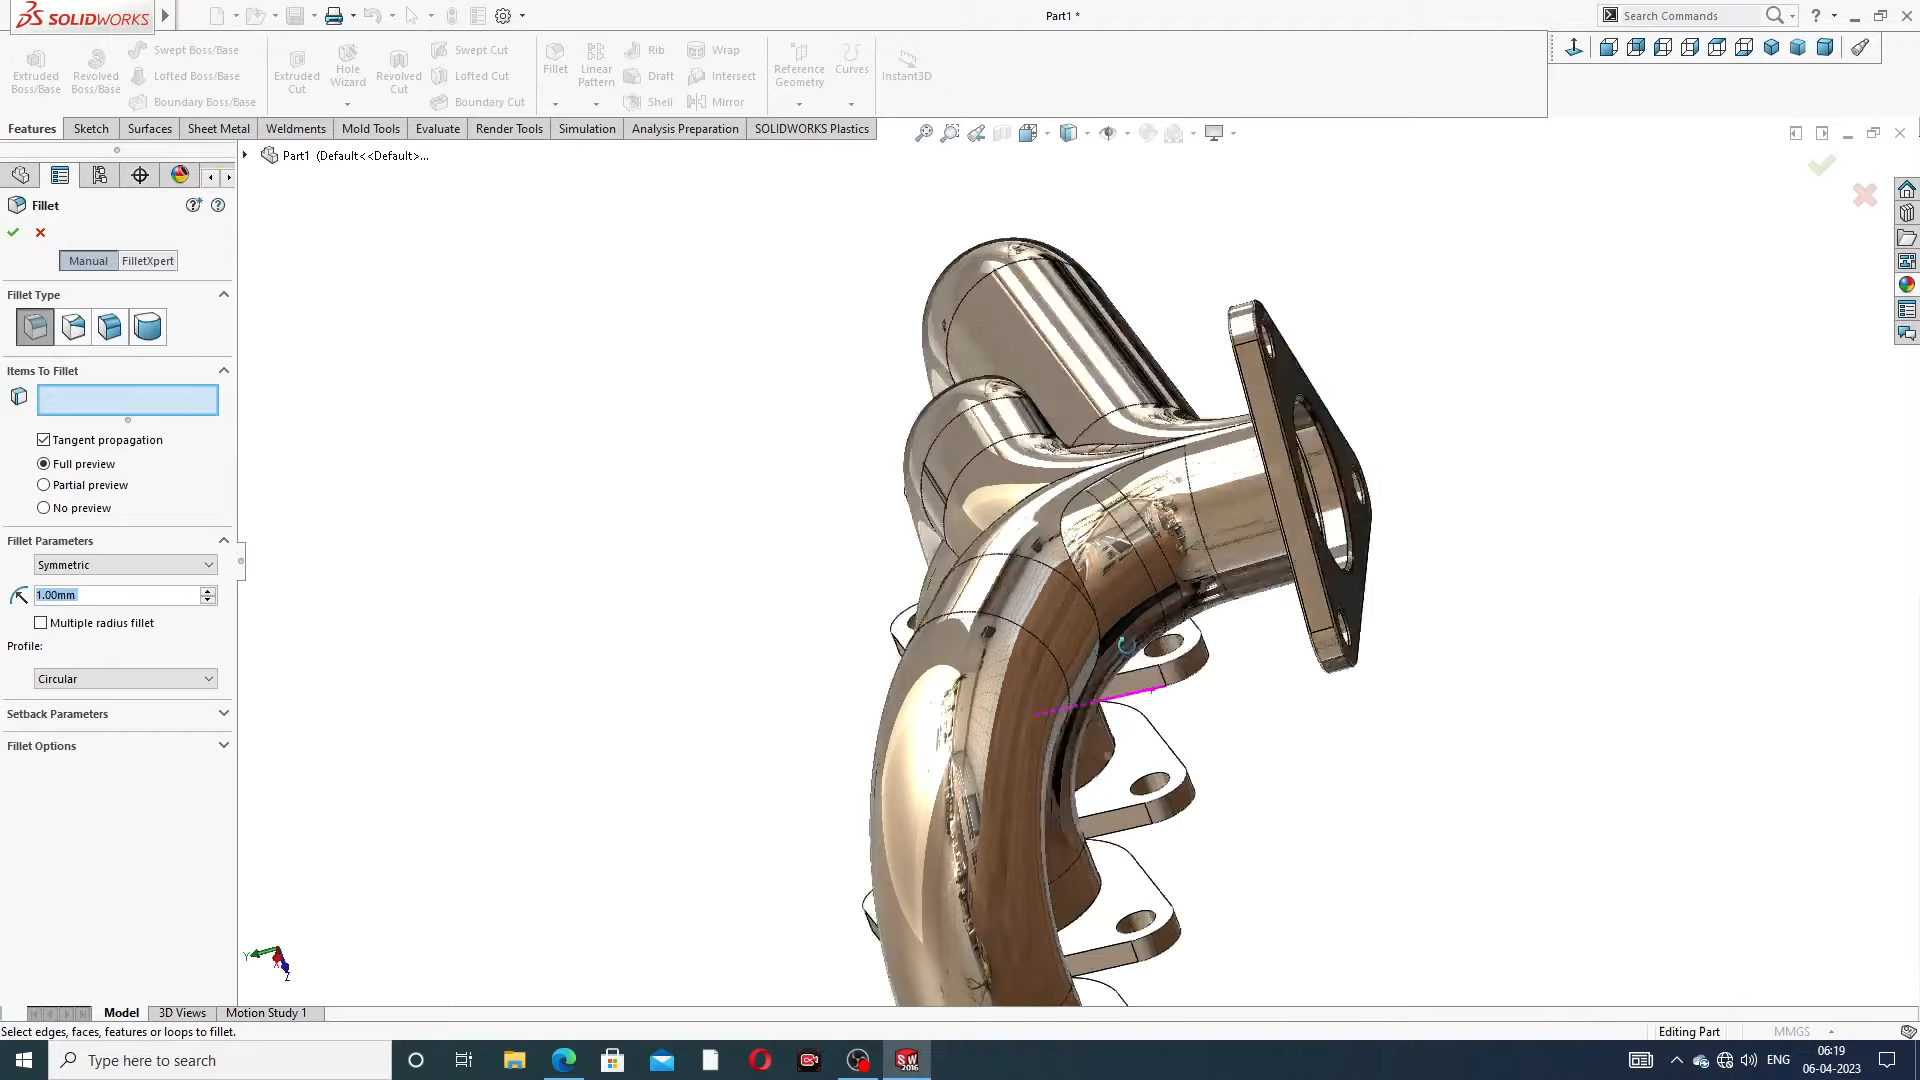 SOLIDWORKS
Part1 *
Search Commands
Extruded Boss/Base
Revolved Boss/Base
Swept Boss/Base
Lofted Boss/Base
Boundary Boss/Base
Extruded Cut
Hole Wizard
Revolved Cut
Swept Cut
Lofted Cut
Boundary Cut
Fillet
Linear Pattern
Rib
Draft
Shell
Wrap
Intersect
Mirror
Reference Geometry
Curves
Instant3D
Features
Sketch
Surfaces
Sheet Metal
Weldments
Mold Tools
Evaluate
Render Tools
Simulation
Analysis Preparation
SOLIDWORKS Plastics
Part1 (Default<<Default>...
Fillet
Manual
FilletXpert
Fillet Type
Items To Fillet
Tangent propagation
Full preview
Partial preview
No preview
Fillet Parameters
Symmetric
1.00mm
Multiple radius fillet
Profile:
Circular
Setback Parameters
Fillet Options
Y
X
Z
Model
3D Views
Motion Study 1
Select edges, faces, features or loops to fillet.
Editing Part
MMGS
Type here to search
SW
2016
ENG
06:19
06-04-2023